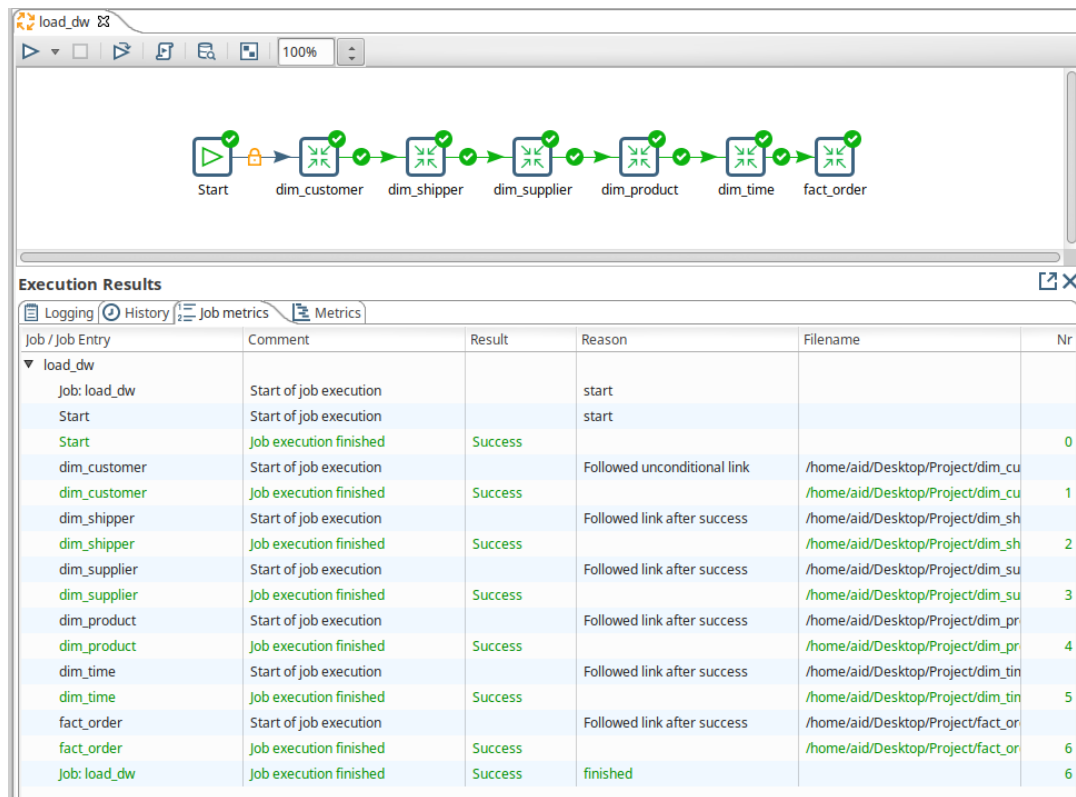 load_dw
100%
Start dim_customer dim_shipper dim_supplier dim_product dim_time fact_order
Execution Results
Logging History Job metrics Metrics
Job / Job Entry Comment Result Reason Filename Nr
load_dw
Job: load_dw Start of job execution start
Start Start of job execution start
Start Job execution finished Success 0
dim_customer Start of job execution Followed unconditional link /home/aid/Desktop/Project/dim_cu
dim_customer Job execution finished Success /home/aid/Desktop/Project/dim_cu 1
dim_shipper Start of job execution Followed link after success /home/aid/Desktop/Project/dim_sh
dim_shipper Job execution finished Success /home/aid/Desktop/Project/dim_sh 2
dim_supplier Start of job execution Followed link after success /home/aid/Desktop/Project/dim_su
dim_supplier Job execution finished Success /home/aid/Desktop/Project/dim_su 3
dim_product Start of job execution Followed link after success /home/aid/Desktop/Project/dim_pr
dim_product Job execution finished Success /home/aid/Desktop/Project/dim_pr 4
dim_time Start of job execution Followed link after success /home/aid/Desktop/Project/dim_tin
dim_time Job execution finished Success /home/aid/Desktop/Project/dim_tin 5
fact_order Start of job execution Followed link after success /home/aid/Desktop/Project/fact_or
fact_order Job execution finished Success /home/aid/Desktop/Project/fact_or 6
Job: load_dw Job execution finished Success finished 6